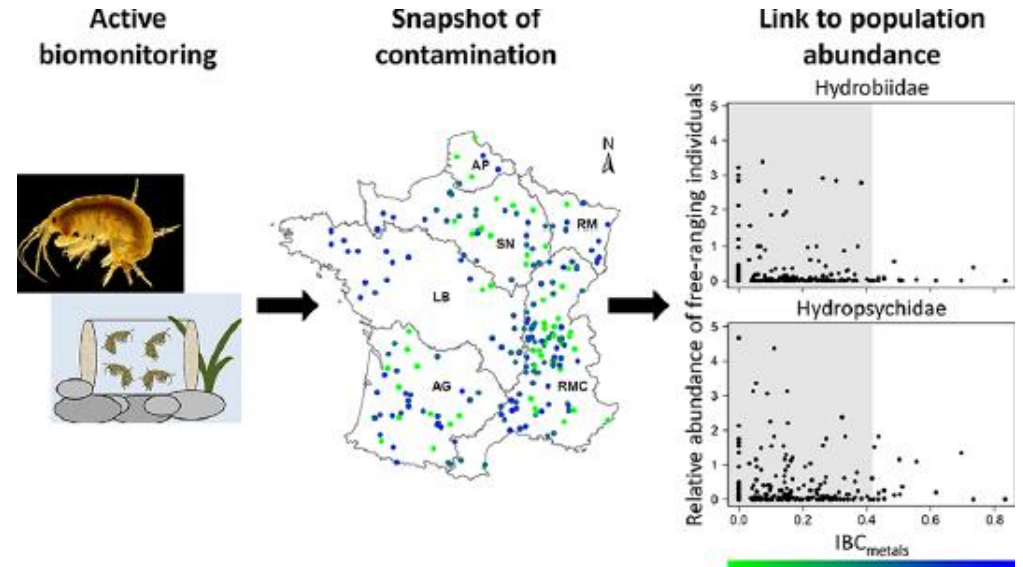 Active
biomonitoring
Snapshot of
contamination
Link to population
abundance
N
AP
RM
SN
LB
AG
RMC
Relative abundance of free-ranging individuals
Hydrobiidae
5
4
3
2
1
0
Hydropsychidae
5
4
3
2
1
0
0.0 0.2 0.4 0.6 0.8
IBCmetals